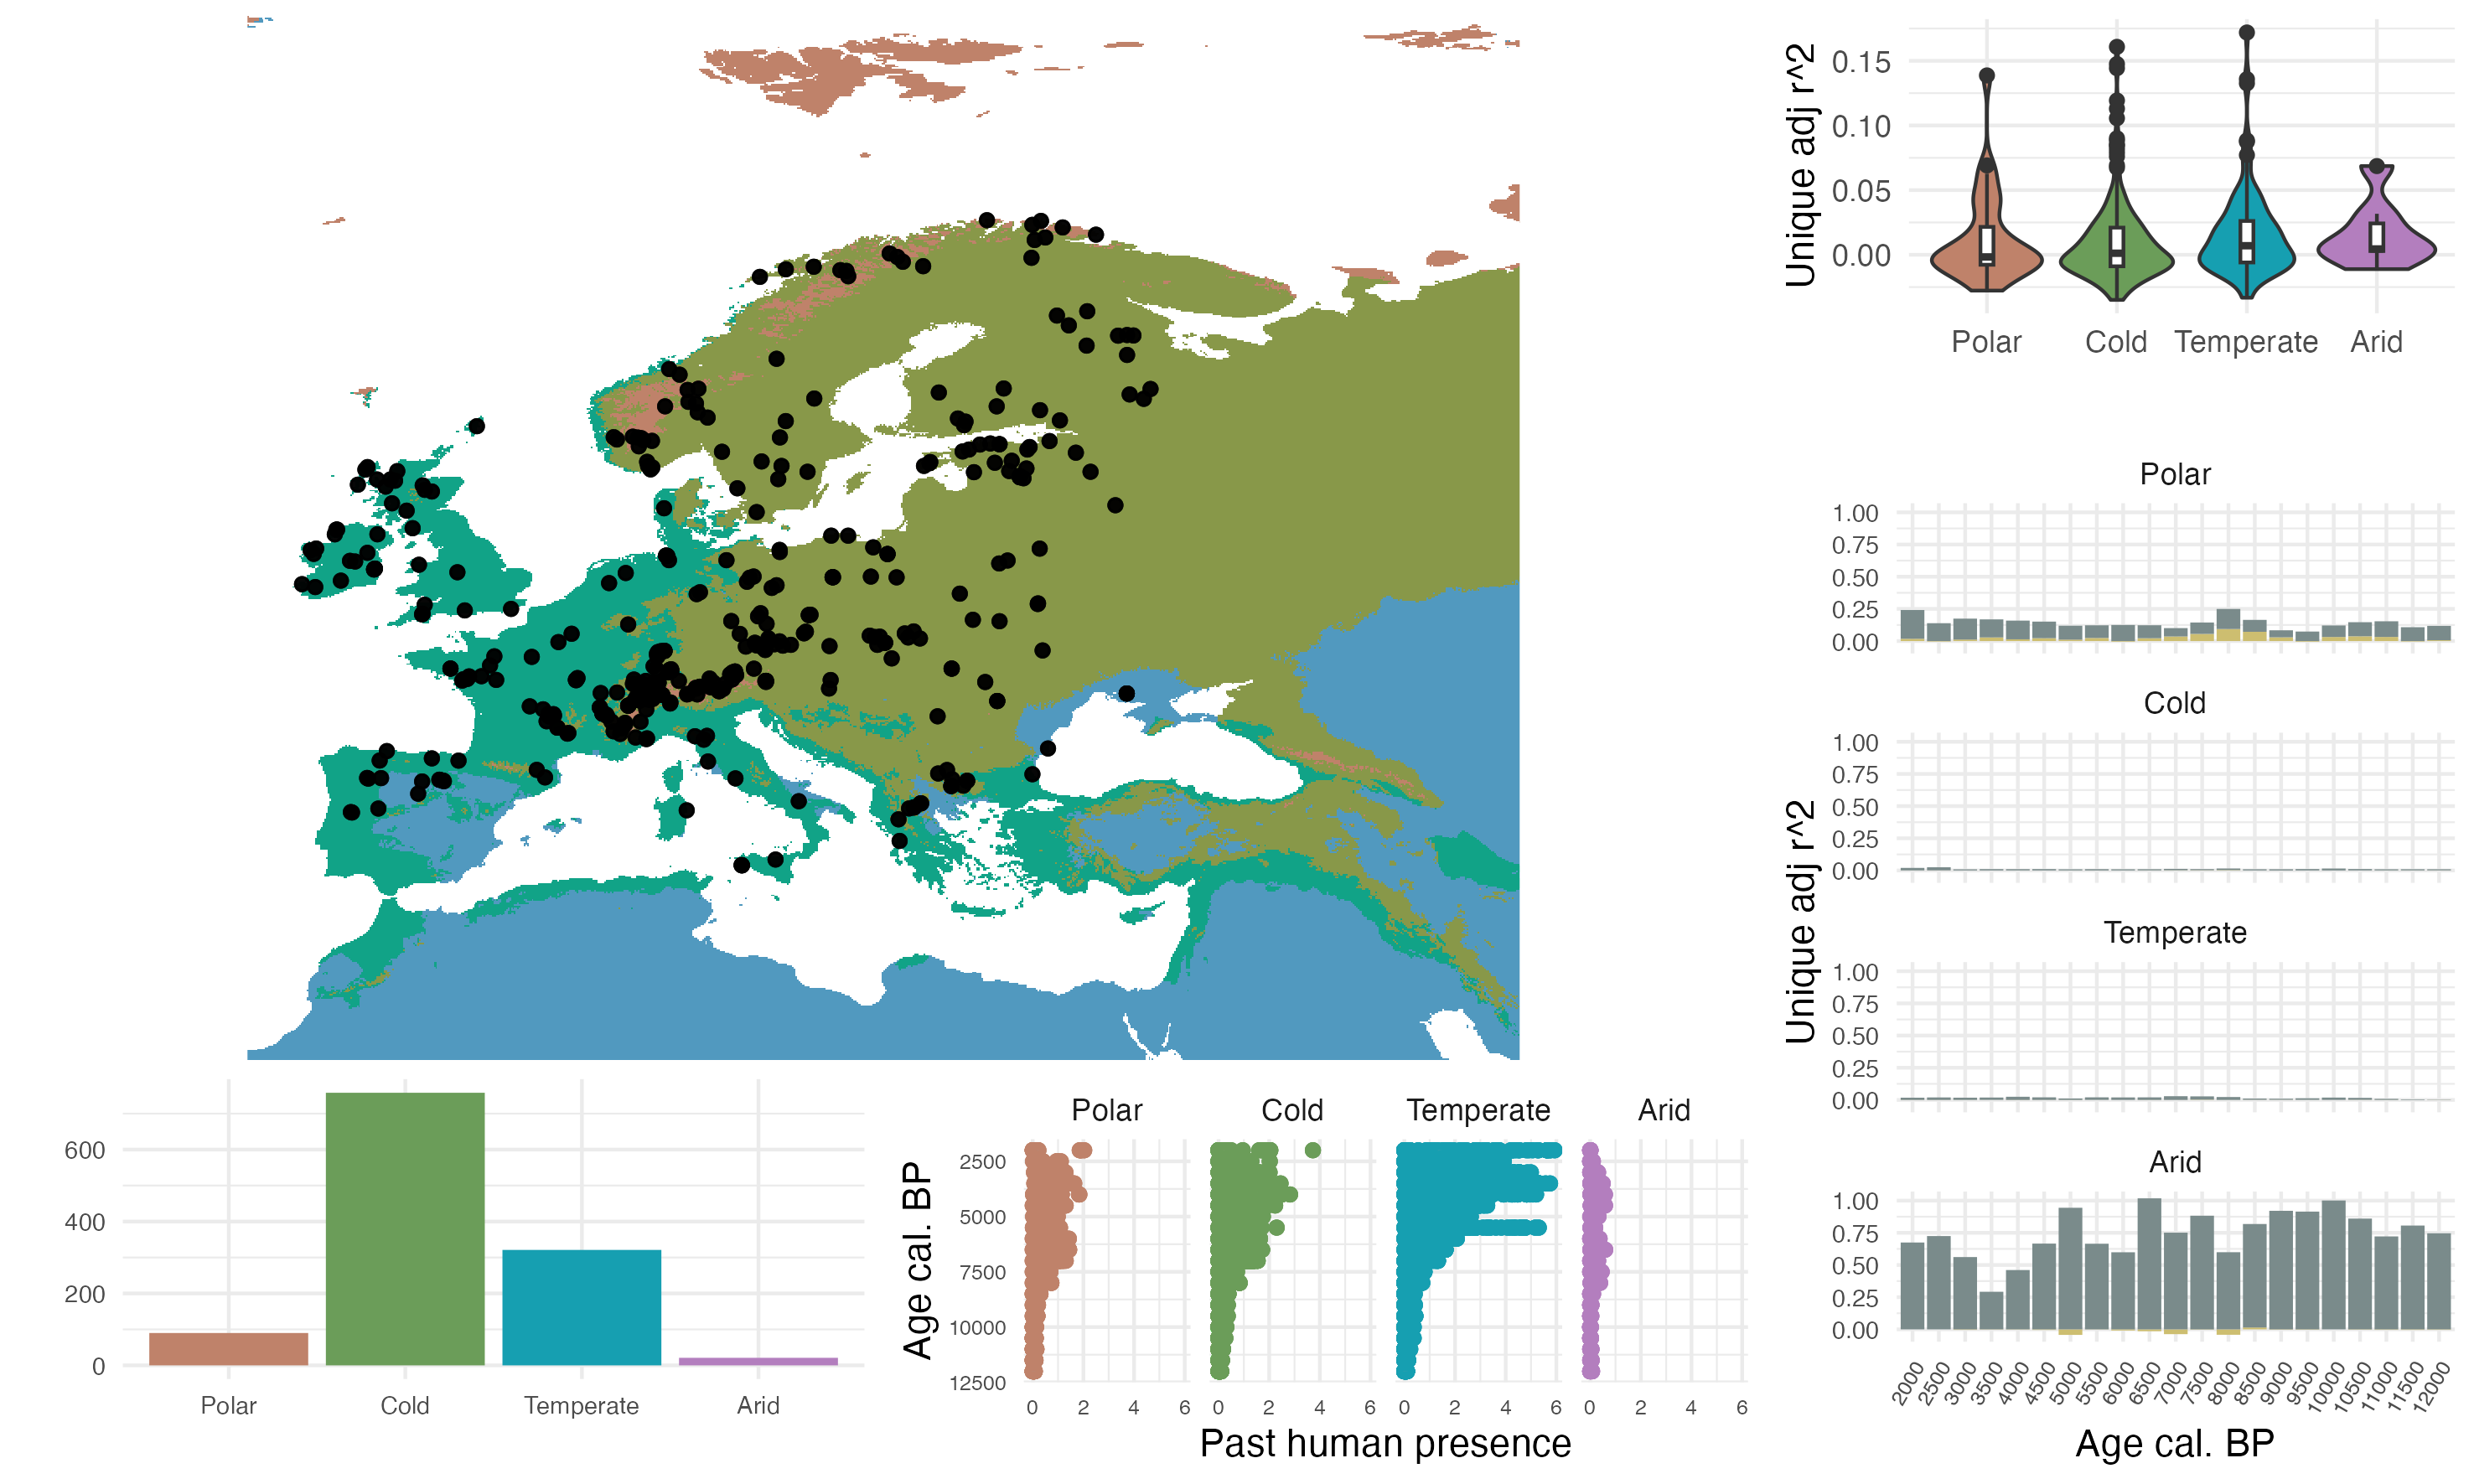 Unique adj r^2
0.15
0.10
0.05
0.00
Polar Cold Temperate Arid
Unique adj r^2
Polar
1.00
0.75
0.50
0.25
0.00
Cold
1.00
0.75
0.50
0.25
0.00
Temperate
1.00
0.75
0.50
0.25
0.00
Arid
1.00
0.75
0.50
0.25
0.00
2000 2500 3000 3500 4000 4500 5000 5500 6000 6500 7000 7500 8000 8500 9000 9500 10000 10500 11000 11500 12000
Age cal. BP
600
400
200
0
Polar Cold Temperate Arid
Polar Cold Temperate Arid
Age cal. BP
2500
5000
7500
10000
12500
0 2 4 6 0 2 4 6 0 2 4 6 0 2 4 6
Past human presence